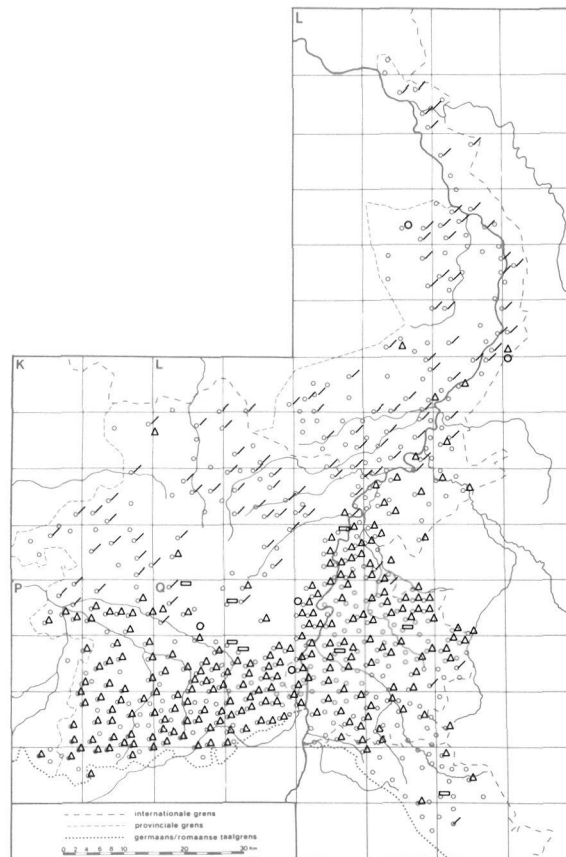 L
K
L
P
Q
internationale grens
provinciale grens
germaans/romaanse taalgrens
0 2 4 6 8 10 20 30 Km